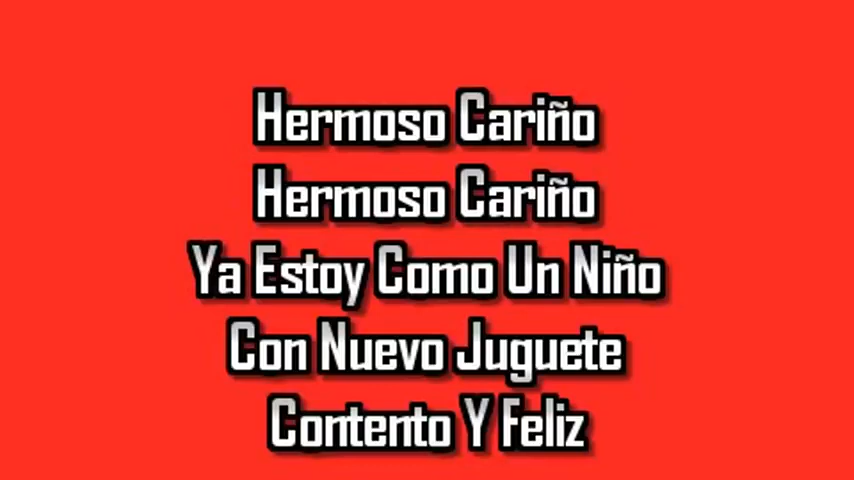 Hermoso Cariño
Hermoso Cariño
Ya Estoy Como Un Niño
Con Nuevo Juguete
Contento Y Feliz